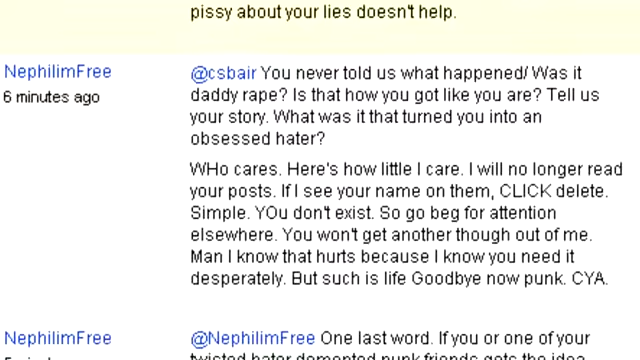 pissy about your lies doesn't help.
NephilimFree
6 minutes ago
@csbair You never told us what happened/ Was it
daddy rape? Is that how you got like you are? Tell us
your story. What was it that turned you into an
obsessed hater?
WHo cares. Here's how little I care. I will no longer read
your posts. If I see your name on them, CLICK delete.
Simple. YOu don't exist. So go beg for attention
elsewhere. You won't get another though out of me.
Man I know that hurts because I know you need it
desperately. But such is life Goodbye now punk. CYA.
NephilimFree
@NephilimFree One last word. If you or one of your
twisted hater demented punk friends gets the idea